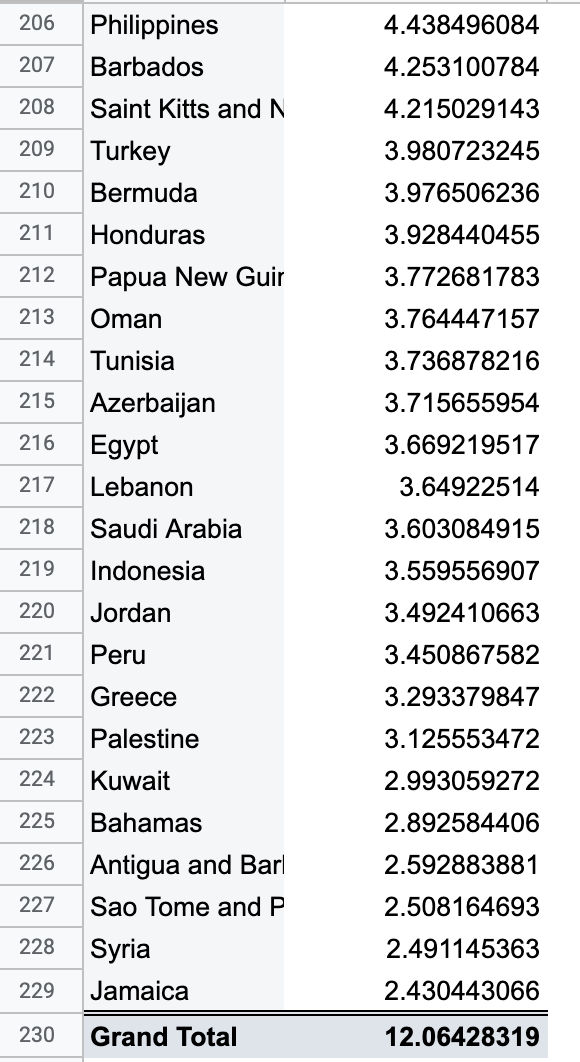 206 Philippines 4.438496084
207 Barbados 4.253100784
208 Saint Kitts and N 4.215029143
209 Turkey 3.980723245
210 Bermuda 3.976506236
211 Honduras 3.928440455
212 Papua New Guin 3.772681783
213 Oman 3.764447157
214 Tunisia 3.736878216
215 Azerbaijan 3.715655954
216 Egypt 3.669219517
217 Lebanon 3.64922514
218 Saudi Arabia 3.603084915
219 Indonesia 3.559556907
220 Jordan 3.492410663
221 Peru 3.450867582
222 Greece 3.293379847
223 Palestine 3.125553472
224 Kuwait 2.993059272
225 Bahamas 2.892584406
226 Antigua and Barl 2.592883881
227 Sao Tome and P 2.508164693
228 Syria 2.491145363
229 Jamaica 2.430443066
230 Grand Total 12.06428319